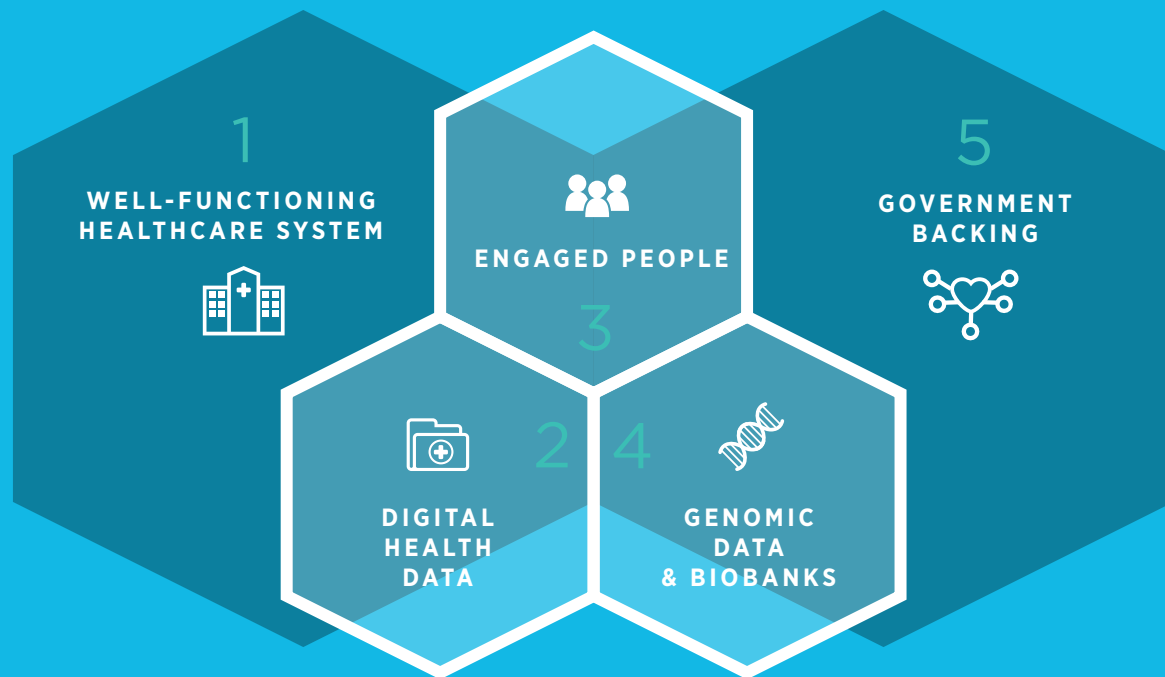 1
WELL-FUNCTIONING
HEALTHCARE SYSTEM
2
DIGITAL
HEALTH
DATA
ENGAGED PEOPLE
3
4
GENOMIC
DATA
& BIOBANKS
5
GOVERNMENT
BACKING